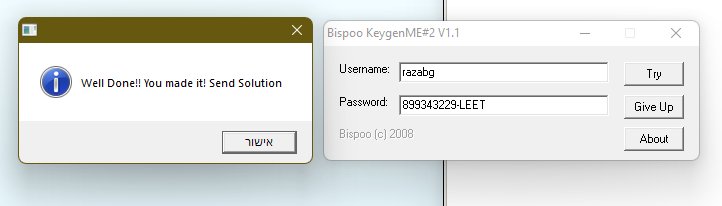 Well Done!! You made it! Send Solution
אישור
Bispoo KeygenME#2 V1.1
Username:
razabg
Try
Password:
899343229-LEET
Give Up
Bispoo (c) 2008
About